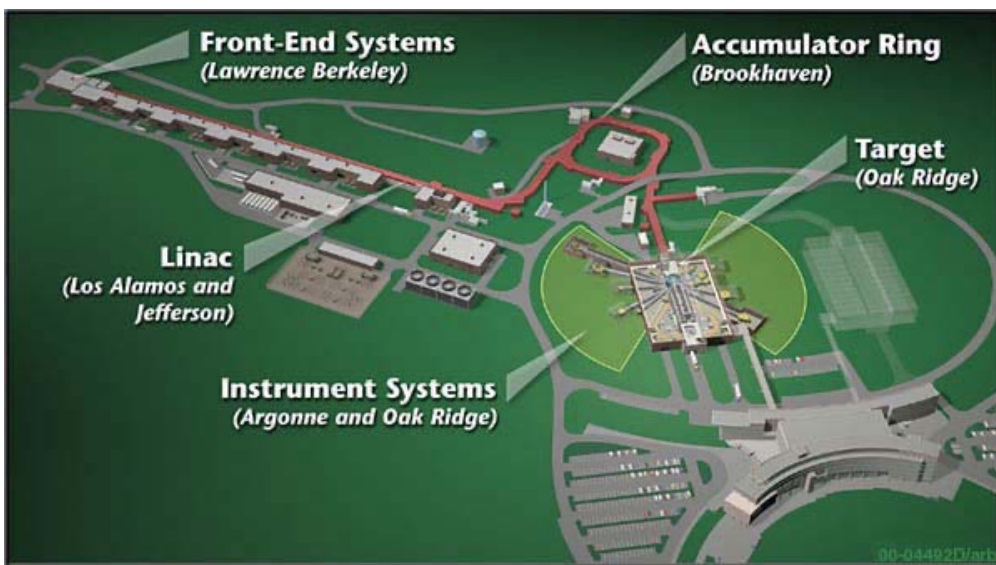 Front-End Systems
(Lawrence Berkeley)
Accumulator Ring
(Brookhaven)
Target
(Oak Ridge)
Linac
(Los Alamos and
Jefferson)
Instrument Systems
(Argonne and Oak Ridge)
00-04492D/arb